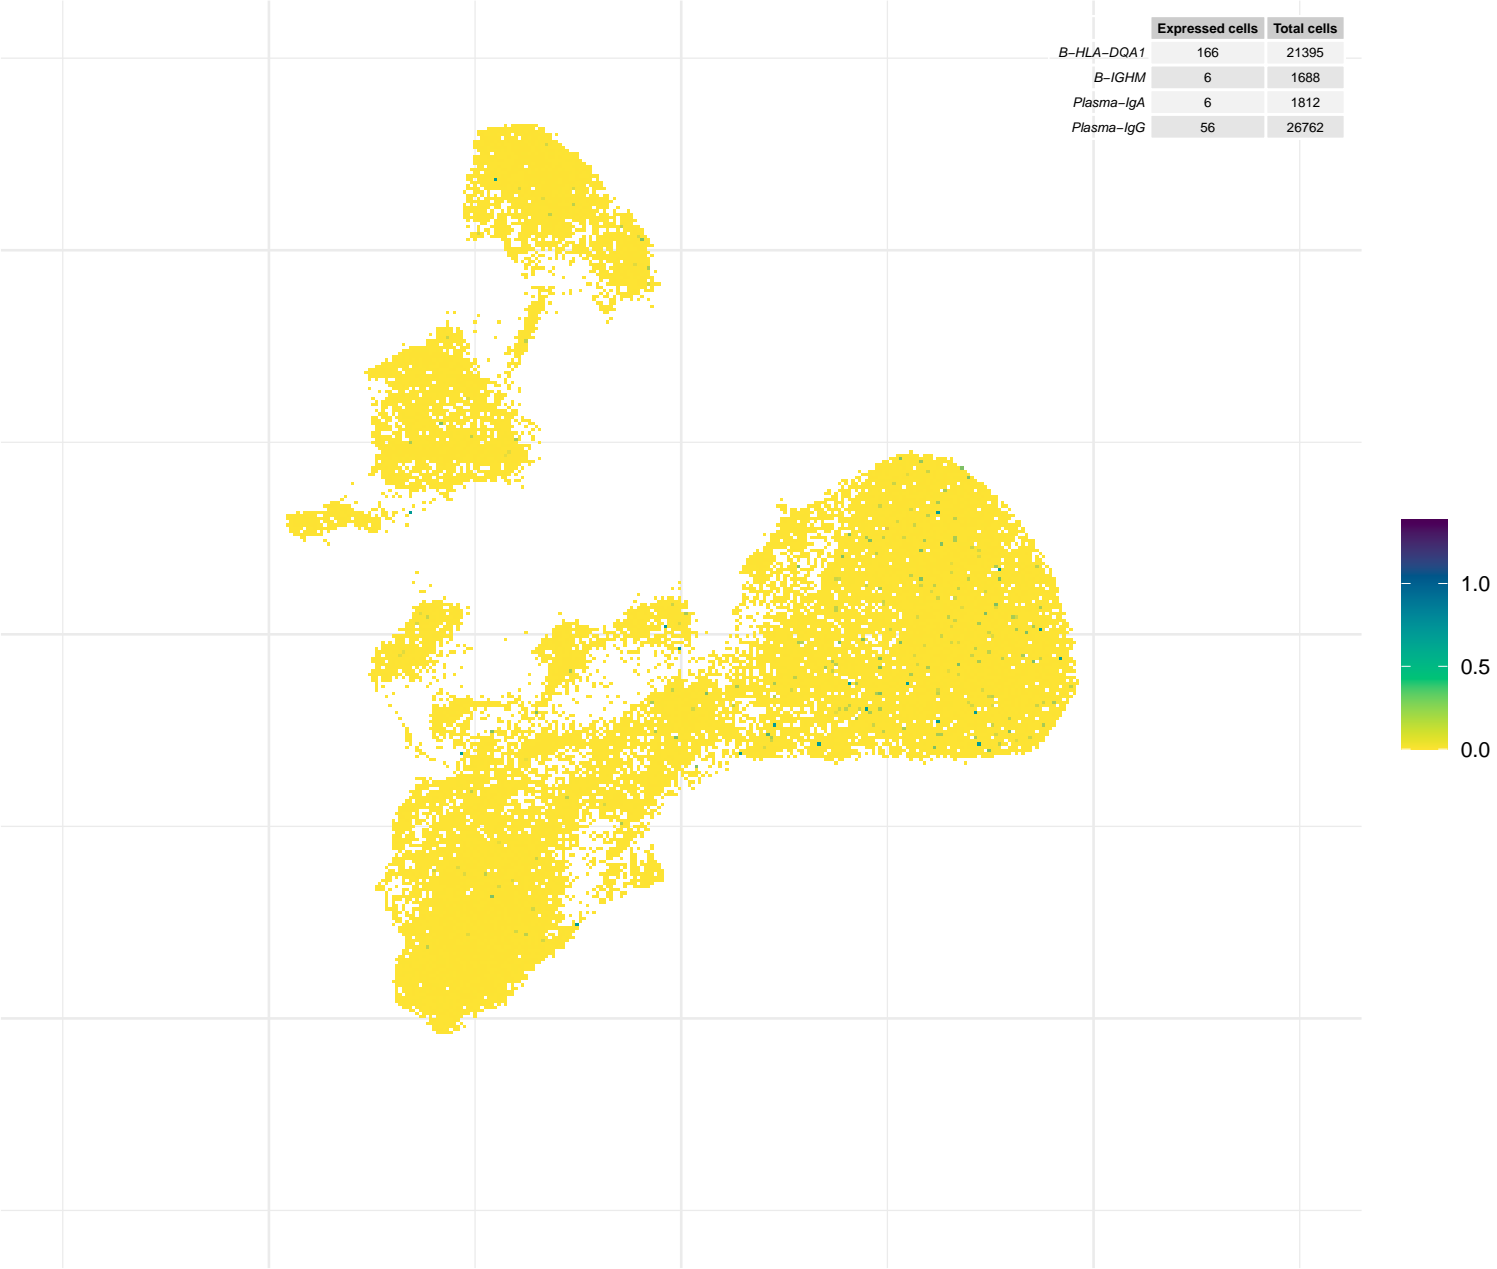 Expressed cells Total cells
B−HLA−DQA1 166 21395
B−IGHM 6 1688
Plasma−IgA 6 1812
Plasma−IgG 56 26762
1.0
0.5
0.0